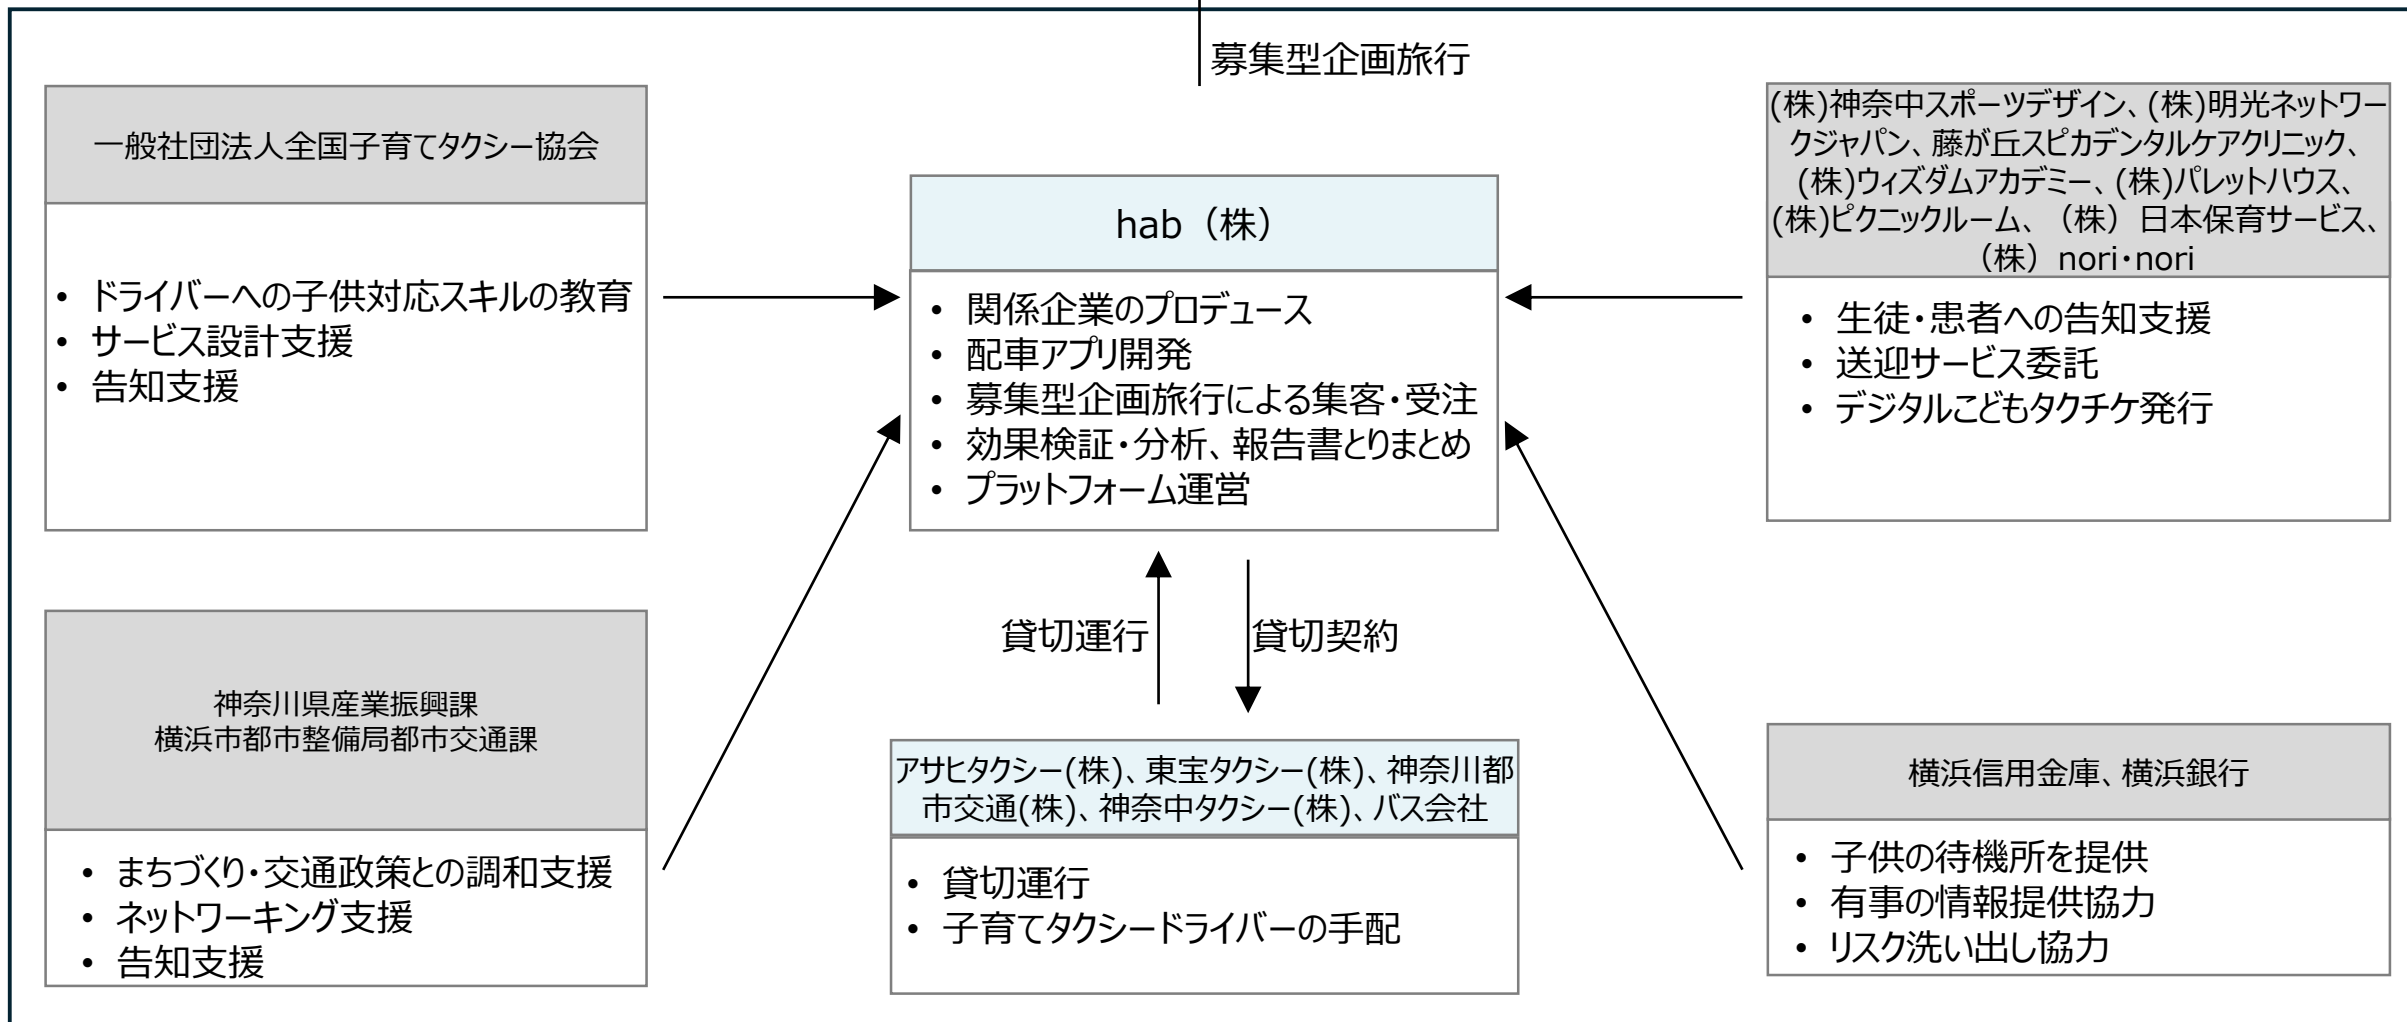 募集型企画旅行
一般社団法人全国子育てタクシー協会
• ドライバーへの子供対応スキルの教育
• サービス設計支援
• 告知支援
hab（株）
• 関係企業のプロデュース
• 配車アプリ開発
• 募集型企画旅行による集客・受注
• 効果検証・分析、報告書とりまとめ
• プラットフォーム運営
(株)神奈中スポーツデザイン、(株)明光ネットワー
クジャパン、藤が丘スピカデンタルケアクリニック、
(株)ウィズダムアカデミー、(株)パレットハウス、
(株)ピクニックルーム、（株）日本保育サービス、
（株）nori・nori
• 生徒・患者への告知支援
• 送迎サービス委託
• デジタルこどもタクチケ発行
貸切運行
貸切契約
神奈川県産業振興課
横浜市都市整備局都市交通課
• まちづくり・交通政策との調和支援
• ネットワーキング支援
• 告知支援
アサヒタクシー(株)、東宝タクシー(株)、神奈川都
市交通(株)、神奈中タクシー(株)、バス会社
• 貸切運行
• 子育てタクシードライバーの手配
横浜信用金庫、横浜銀行
• 子供の待機所を提供
• 有事の情報提供協力
• リスク洗い出し協力